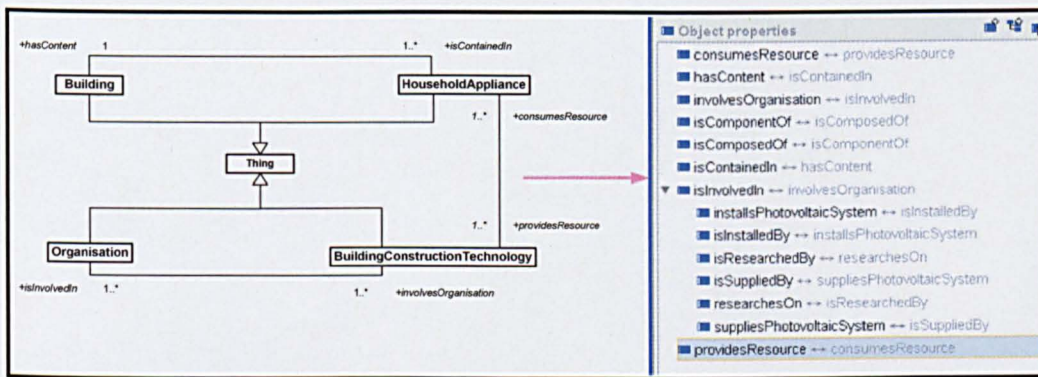 +hasContent 1 1..* +isContainedIn
Building HouseholdAppliance
1..* +consumesResource
Thing
1..* +providesResource
Organisation BuildingConstructionTechnology
+isInvolvedIn 1..* 1..* +involvesOrganisation
Object properties
consumesResource ↔ providesResource
hasContent ↔ isContainedIn
involvesOrganisation ↔ isInvolvedIn
isComponentOf ↔ isComposedOf
isComposedOf ↔ isComponentOf
isContainedIn ↔ hasContent
isInvolvedIn ↔ involvesOrganisation
installsPhotovoltaicSystem ↔ isInstalledBy
isInstalledBy ↔ installsPhotovoltaicSystem
isResearchedBy ↔ researchesOn
isSuppliedBy ↔ suppliesPhotovoltaicSystem
researchesOn ↔ isResearchedBy
suppliesPhotovoltaicSystem ↔ isSuppliedBy
providesResource ↔ consumesResource